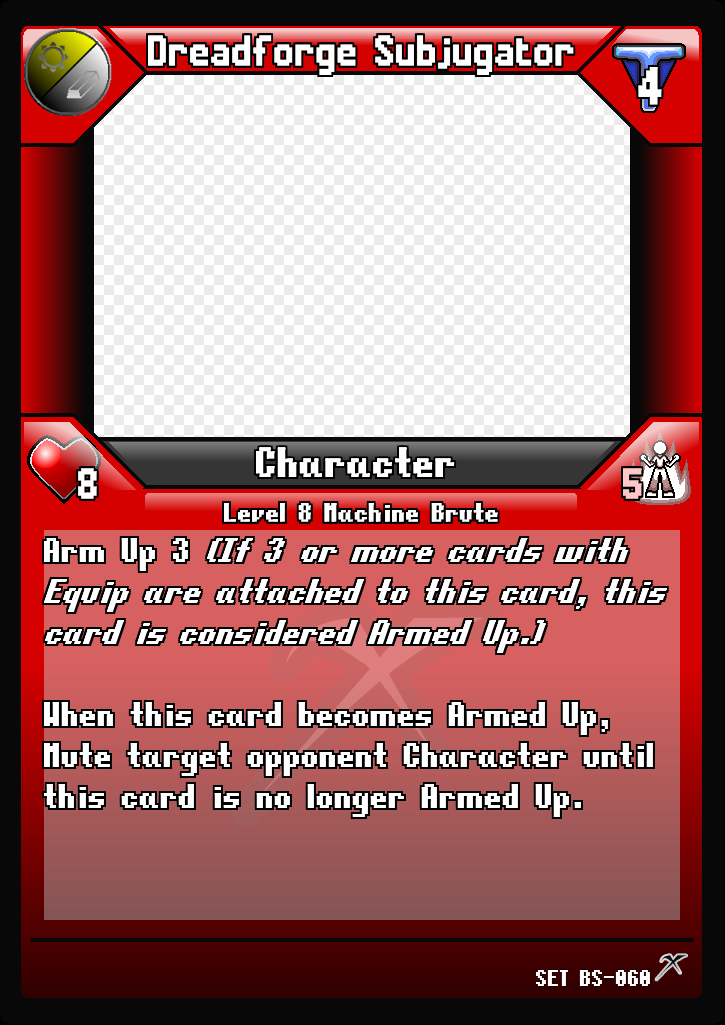 Dreadforge Subjugator
4
Character
8
5
Level 8 Machine Brute
Arm Up 3 (If 3 or more cards with
Equip are attached to this card, this
card is considered Armed Up.)
When this card becomes Armed Up,
Mute target opponent Character until
this card is no longer Armed Up.
SET BS-060